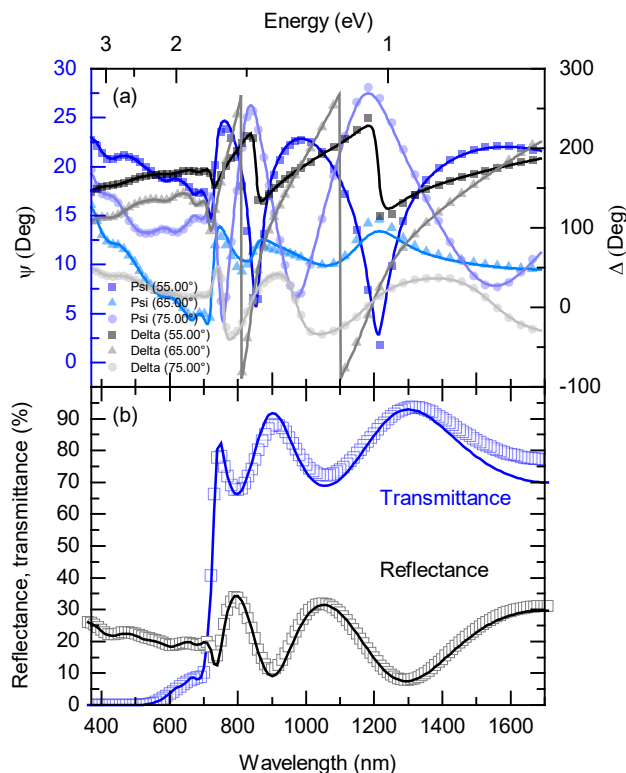 Energy (eV)
3 2 1
30 (a) 300
25
200
20
15
100
10
5
0
0
-100
ψ (Deg)
Δ (Deg)
Psi (55.00°)
Psi (65.00°)
Psi (75.00°)
Delta (55.00°)
Delta (65.00°)
Delta (75.00°)
(b)
90
80
70
60
50
40
30
20
10
0
Transmittance
Reflectance
Reflectance, transmittance (%)
400 600 800 1000 1200 1400 1600
Wavelength (nm)